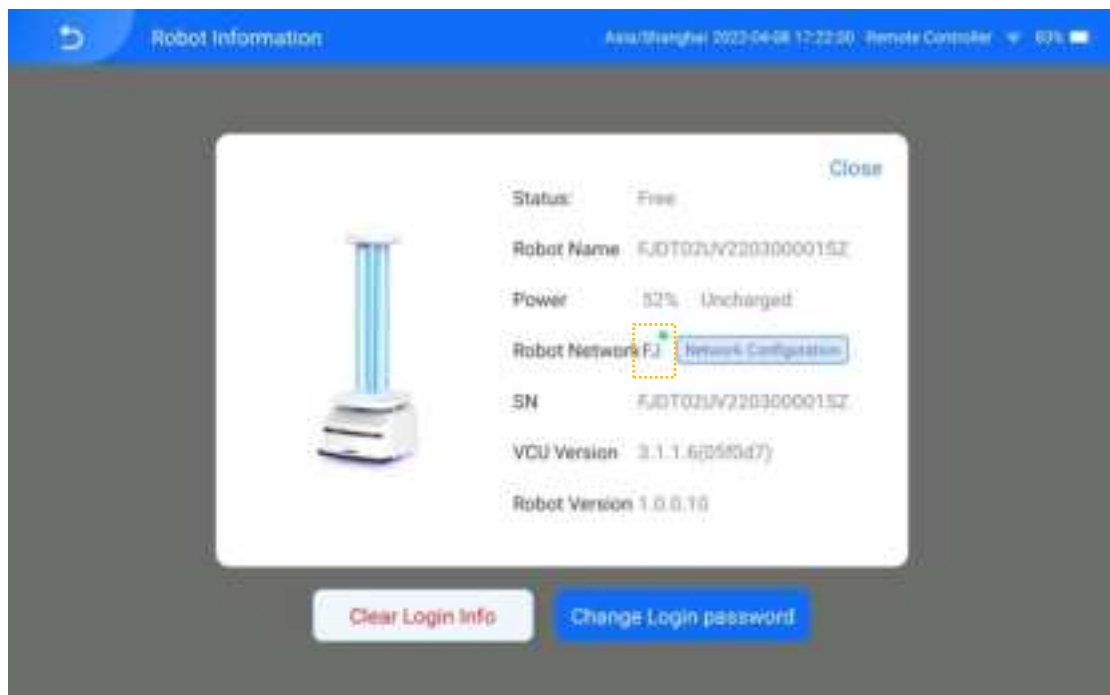 Robot Information
Asia/Shanghai 2022-04-08 17:22:00 Remote Controller 83%
Close
Status: Free
Robot Name FJDT02UV2203000015Z
Power 52% Uncharged
Robot Network FJ Network Configuration
SN FJDT02UV2203000015Z
VCU Version 3.1.1.6(05f0d7)
Robot Version 1.0.0.10
Clear Login Info
Change Login password